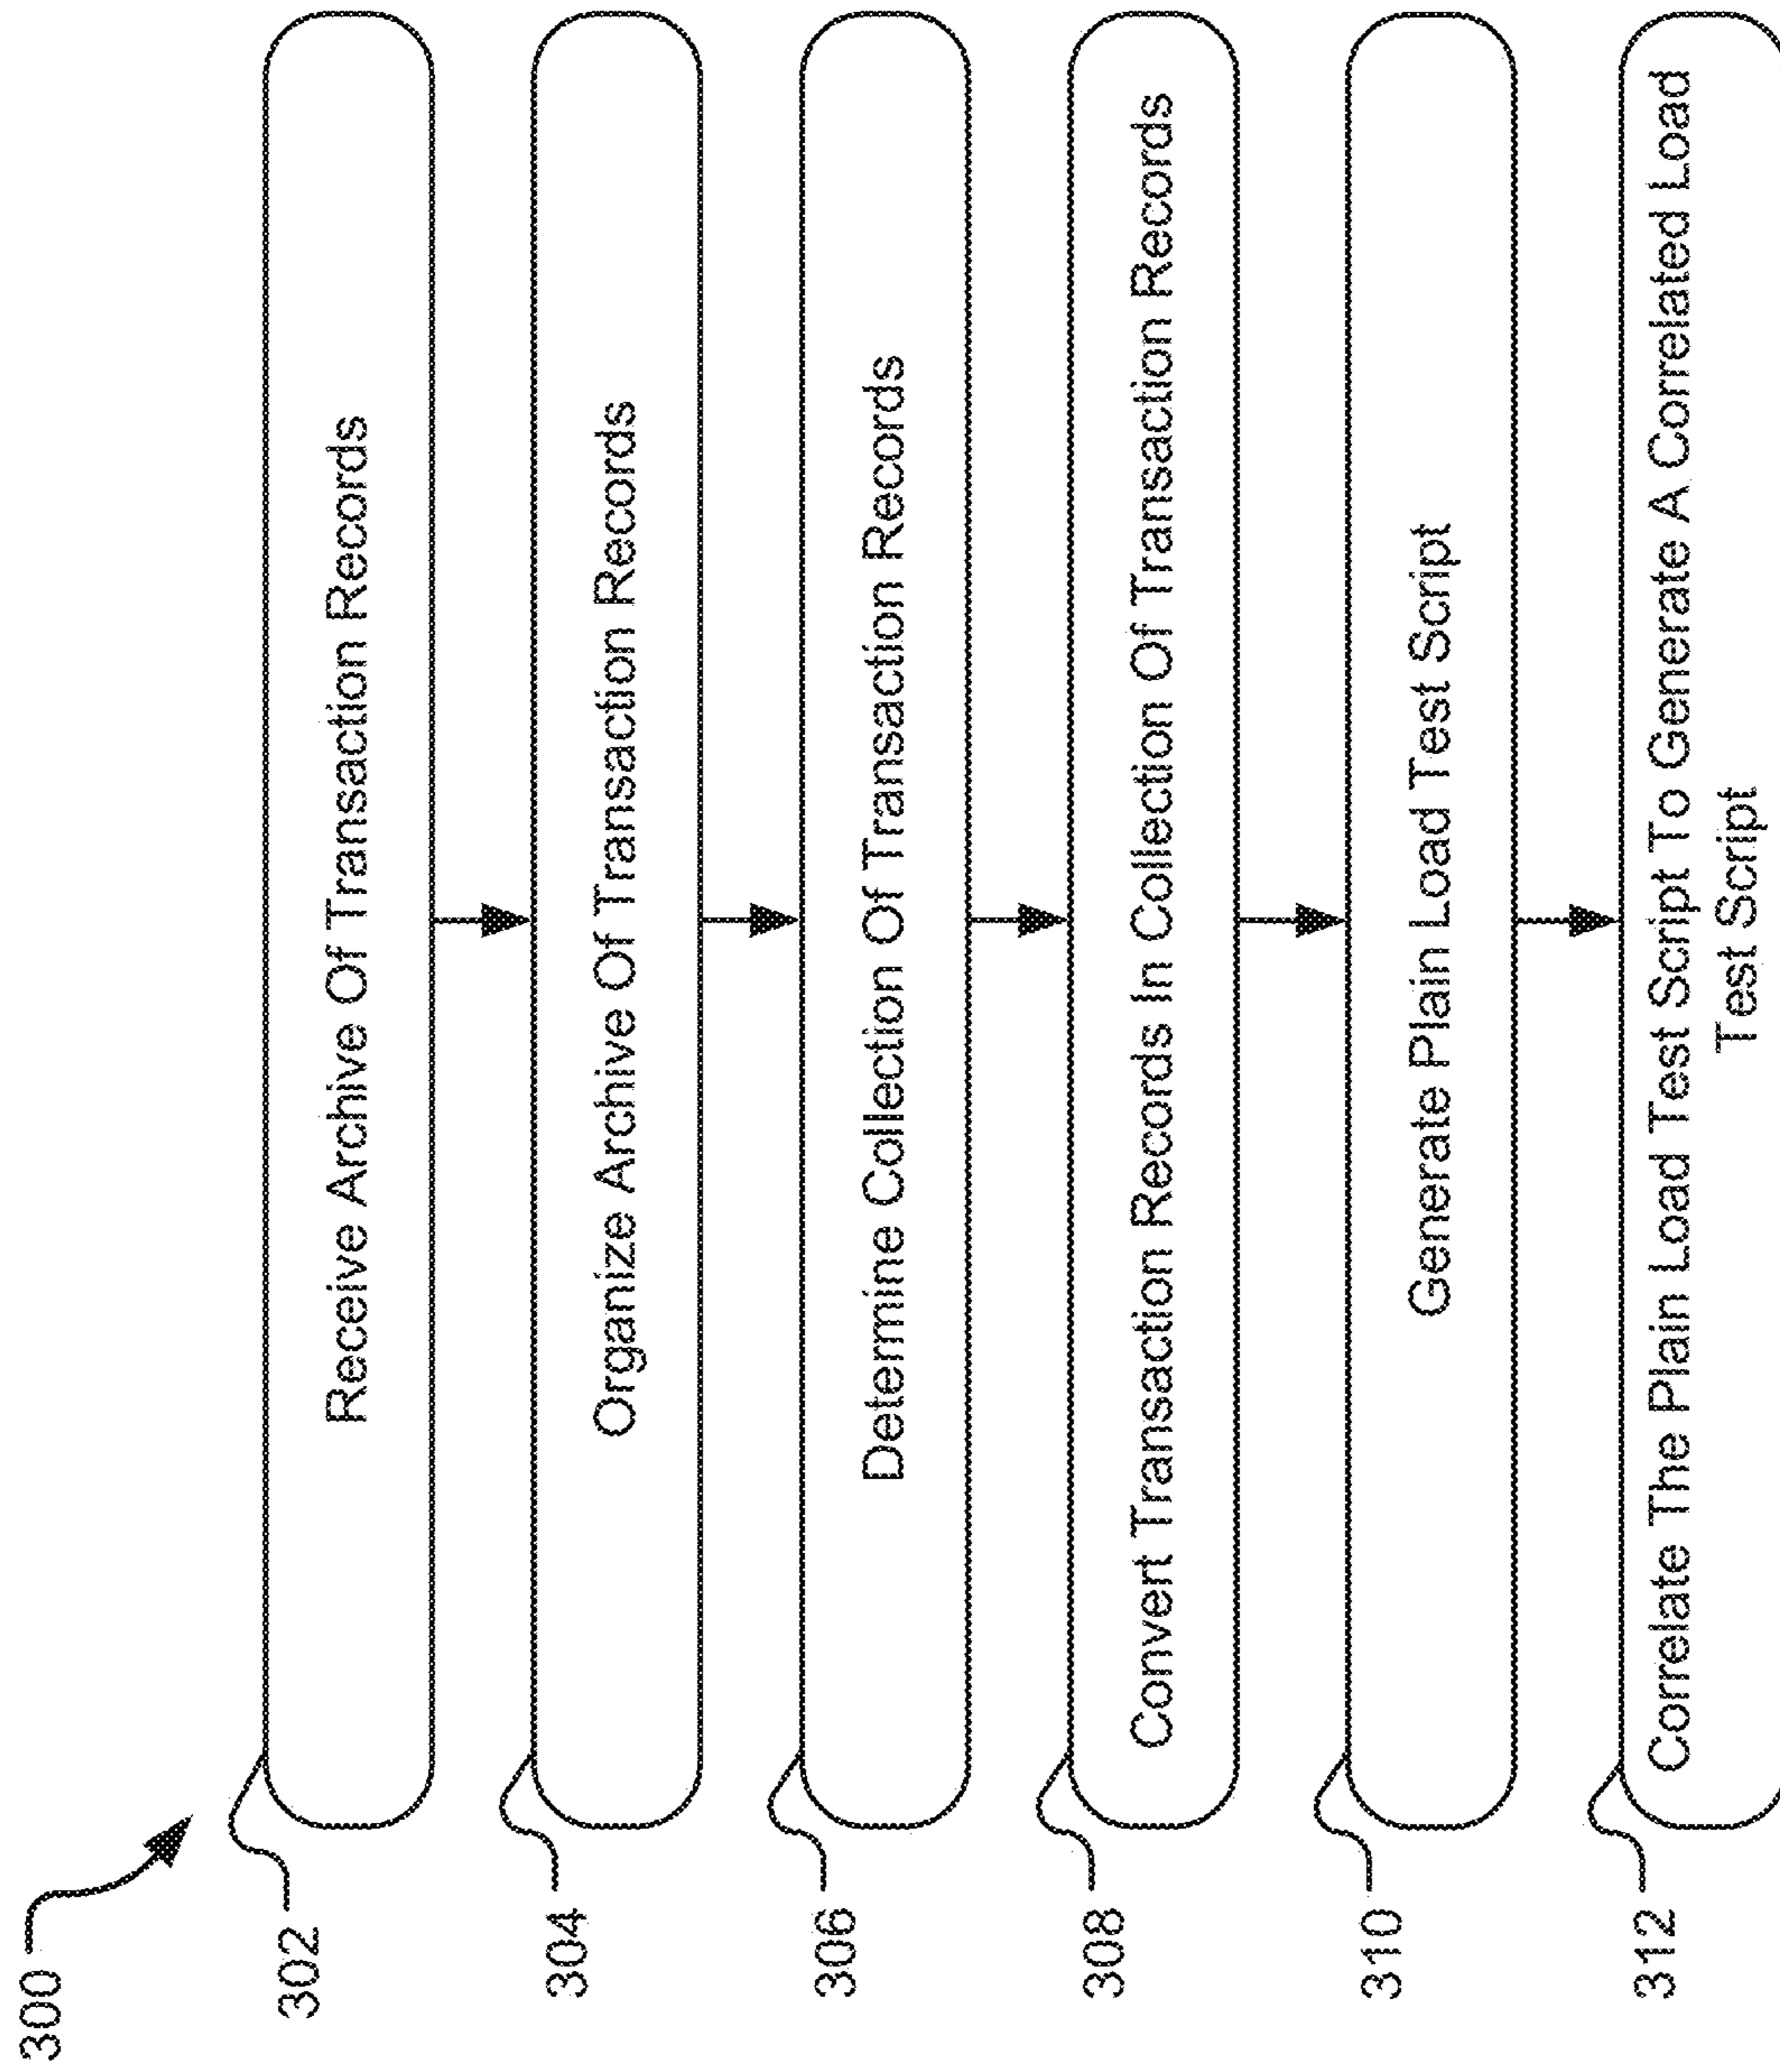 300
302
Receive Archive Of Transaction Records
304
Organize Archive Of Transaction Records
306
Determine Collection Of Transaction Records
308
Convert Transaction Records In Collection Of Transaction Records
310
Generate Plain Load Test Script
312
Correlate The Plain Load Test Script To Generate A Correlated Load
Test Script